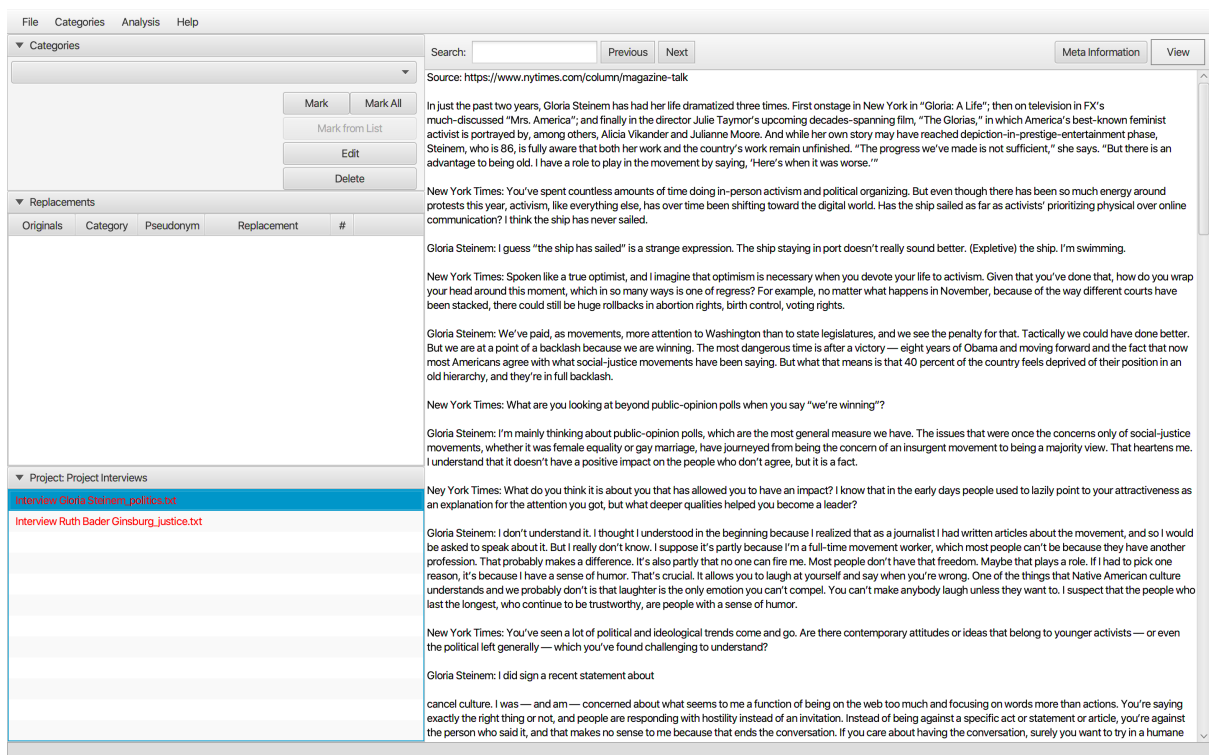 File Categories Analysis Help
Categories
Mark Mark All
Mark from List
Edit
Delete
Replacements
Originals Category Pseudonym Replacement #
Project: Project Interviews
Interview Gloria Steinem_politics.txt
Interview Ruth Bader Ginsburg_justice.txt
Search: Previous Next Meta Information View
Source: https://www.nytimes.com/column/magazine-talk
In just the past two years, Gloria Steinem has had her life dramatized three times. First onstage in New York in “Gloria: A Life”; then on television in FX’s
much-discussed “Mrs. America”; and finally in the director Julie Taymor’s upcoming decades-spanning film, “The Glorias,” in which America’s best-known feminist
activist is portrayed by, among others, Alicia Vikander and Julianne Moore. And while her own story may have reached depiction-in-prestige-entertainment phase,
Steinem, who is 86, is fully aware that both her work and the country’s work remain unfinished. “The progress we’ve made is not sufficient,” she says. “But there is an
advantage to being old. I have a role to play in the movement by saying, ‘Here’s when it was worse.’”
New York Times: You’ve spent countless amounts of time doing in-person activism and political organizing. But even though there has been so much energy around
protests this year, activism, like everything else, has over time been shifting toward the digital world. Has the ship sailed as far as activists’ prioritizing physical over online
communication? I think the ship has never sailed.
Gloria Steinem: I guess “the ship has sailed” is a strange expression. The ship staying in port doesn’t really sound better. (Expletive) the ship. I’m swimming.
New York Times: Spoken like a true optimist, and I imagine that optimism is necessary when you devote your life to activism. Given that you’ve done that, how do you wrap
your head around this moment, which in so many ways is one of regress? For example, no matter what happens in November, because of the way different courts have
been stacked, there could still be huge rollbacks in abortion rights, birth control, voting rights.
Gloria Steinem: We’ve paid, as movements, more attention to Washington than to state legislatures, and we see the penalty for that. Tactically we could have done better.
But we are at a point of a backlash because we are winning. The most dangerous time is after a victory — eight years of Obama and moving forward and the fact that now
most Americans agree with what social-justice movements have been saying. But what that means is that 40 percent of the country feels deprived of their position in an
old hierarchy, and they’re in full backlash.
New York Times: What are you looking at beyond public-opinion polls when you say “we’re winning”?
Gloria Steinem: I’m mainly thinking about public-opinion polls, which are the most general measure we have. The issues that were once the concerns only of social-justice
movements, whether it was female equality or gay marriage, have journeyed from being the concern of an insurgent movement to being a majority view. That heartens me.
I understand that it doesn’t have a positive impact on the people who don’t agree, but it is a fact.
Ney York Times: What do you think it is about you that has allowed you to have an impact? I know that in the early days people used to lazily point to your attractiveness as
an explanation for the attention you got, but what deeper qualities helped you become a leader?
Gloria Steinem: I don’t understand it. I thought I understood in the beginning because I realized that as a journalist I had written articles about the movement, and so I would
be asked to speak about it. But I really don’t know. I suppose it’s partly because I’m a full-time movement worker, which most people can’t be because they have another
profession. That probably makes a difference. It’s also partly that no one can fire me. Most people don’t have that freedom. Maybe that plays a role. If I had to pick one
reason, it’s because I have a sense of humor. That’s crucial. It allows you to laugh at yourself and say when you’re wrong. One of the things that Native American culture
understands and we probably don’t is that laughter is the only emotion you can’t compel. You can’t make anybody laugh unless they want to. I suspect that the people who
last the longest, who continue to be trustworthy, are people with a sense of humor.
New York Times: You’ve seen a lot of political and ideological trends come and go. Are there contemporary attitudes or ideas that belong to younger activists — or even
the political left generally — which you’ve found challenging to understand?
Gloria Steinem: I did sign a recent statement about
cancel culture. I was — and am — concerned about what seems to me a function of being on the web too much and focusing on words more than actions. You’re saying
exactly the right thing or not, and people are responding with hostility instead of an invitation. Instead of being against a specific act or statement or article, you’re against
the person who said it, and that makes no sense to me because that ends the conversation. If you care about having the conversation, surely you want to try in a humane